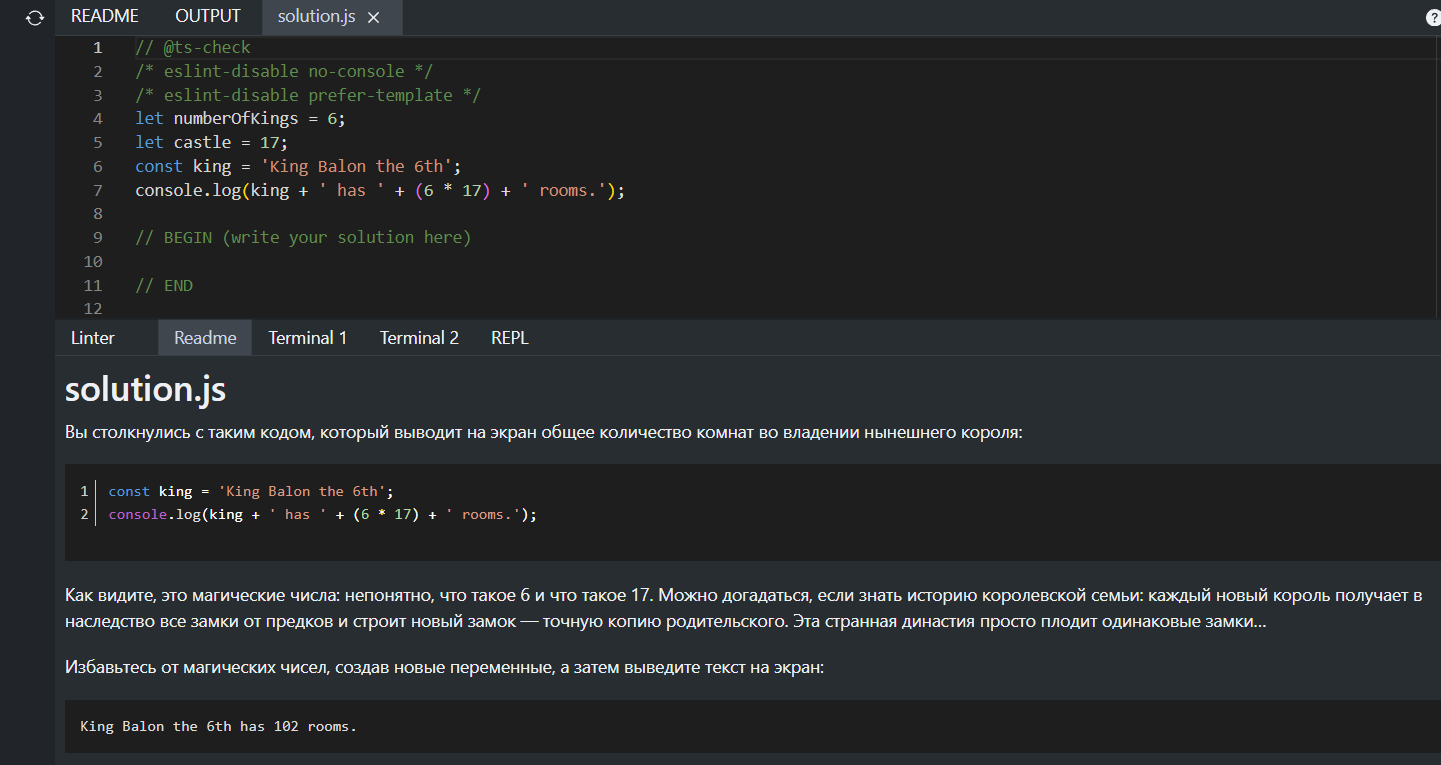 README OUTPUT solution.js ×
?
1 // @ts-check
2 /* eslint-disable no-console */
3 /* eslint-disable prefer-template */
4 let numberOfKings = 6;
5 let castle = 17;
6 const king = 'King Balon the 6th';
7 console.log(king + ' has ' + (6 * 17) + ' rooms.');
8
9 // BEGIN (write your solution here)
10
11 // END
12
Linter Readme Terminal 1 Terminal 2 REPL
solution.js
Вы столкнулись с таким кодом, который выводит на экран общее количество комнат во владении нынешнего короля:
1 const king = 'King Balon the 6th';
2 console.log(king + ' has ' + (6 * 17) + ' rooms.');
Как видите, это магические числа: непонятно, что такое 6 и что такое 17. Можно догадаться, если знать историю королевской семьи: каждый новый король получает в
наследство все замки от предков и строит новый замок — точную копию родительского. Эта странная династия просто плодит одинаковые замки...
Избавьтесь от магических чисел, создав новые переменные, а затем выведите текст на экран:
King Balon the 6th has 102 rooms.